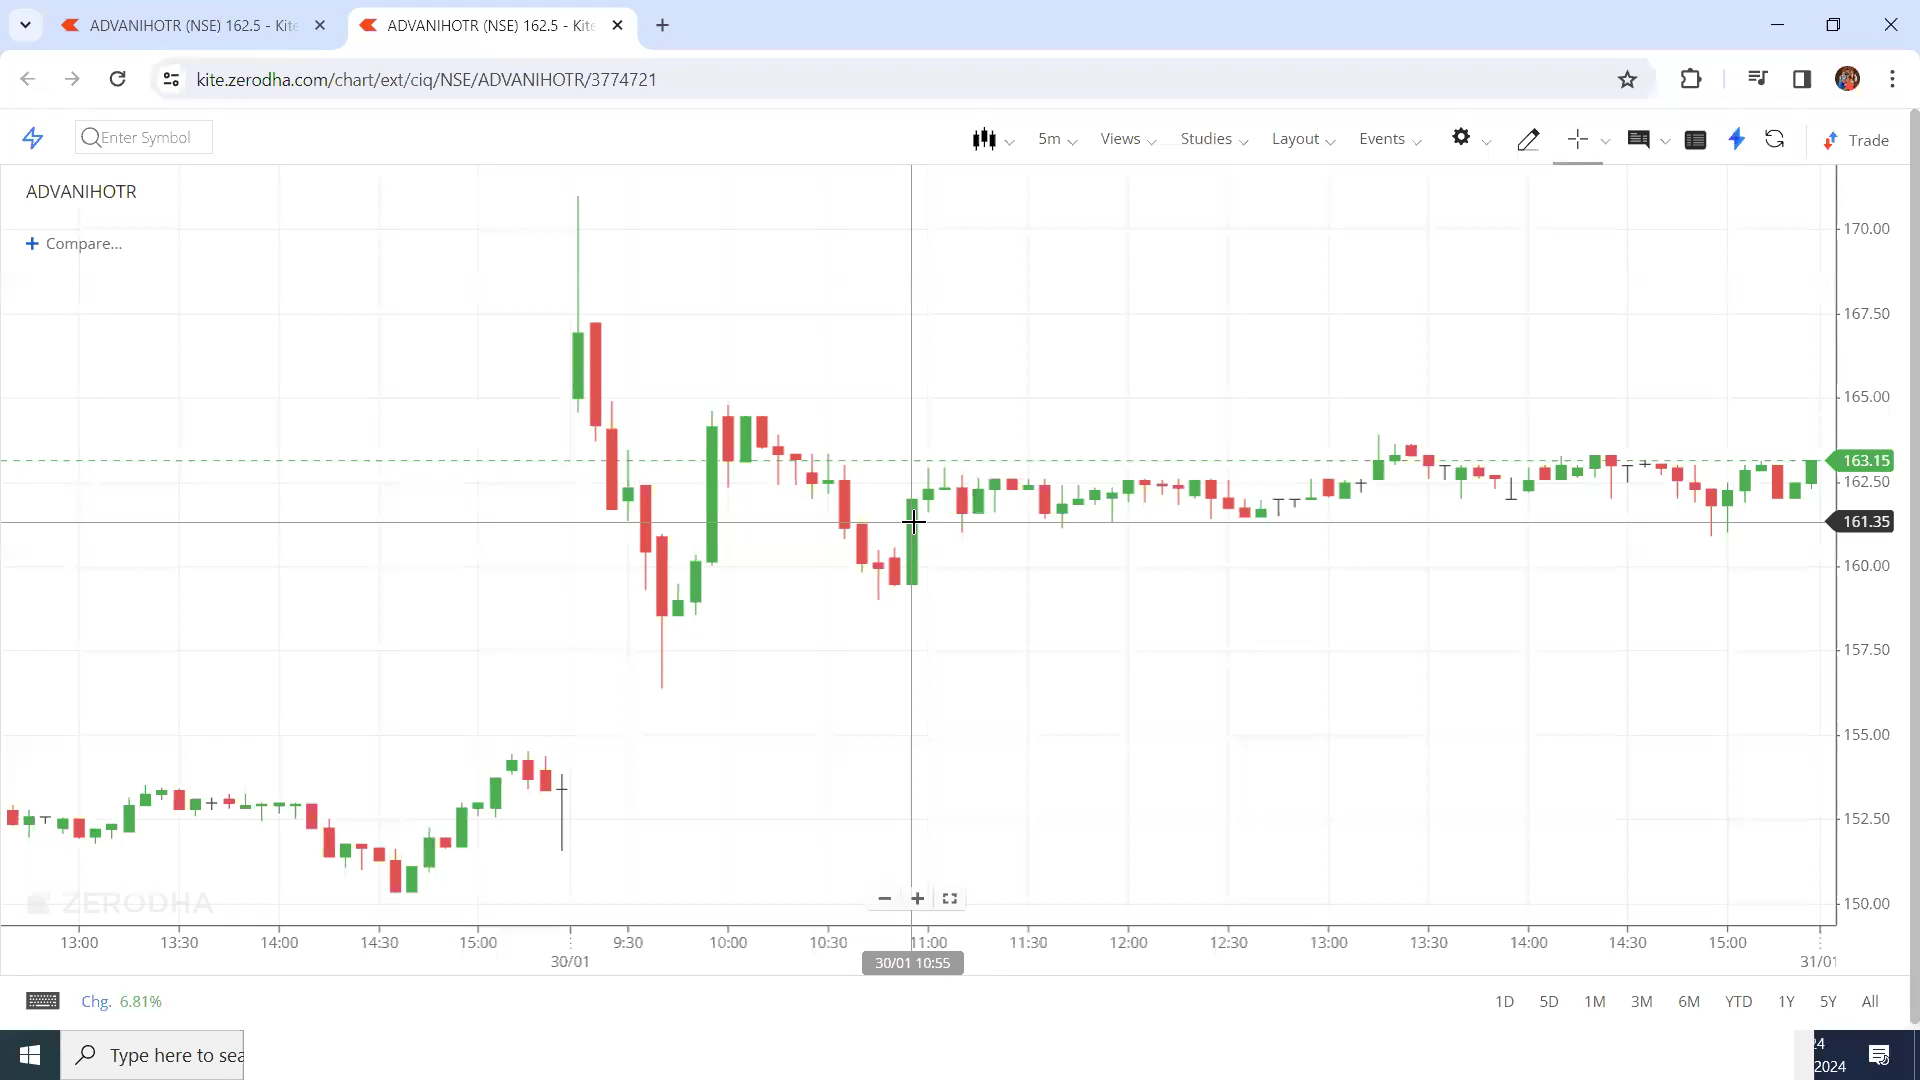 ADVANIHOTR (NSE) 162.5 - Kite
ADVANIHOTR (NSE) 162.5 - Kite
kite.zerodha.com/chart/ext/ciq/NSE/ADVANIHOTR/3774721
Enter Symbol
5m
Views
Studies
Layout
Events
Trade
ADVANIHOTR
+ Compare...
170.00
167.50
165.00
163.15
162.50
161.35
160.00
157.50
155.00
152.50
150.00
ZERODHA
13:00 13:30 14:00 14:30 15:00 9:30 10:00 10:30 11:00 11:30 12:00 12:30 13:00 13:30 14:00 14:30 15:00
30/01 30/01 10:55 31/01
Chg. 6.81%
1D 5D 1M 3M 6M YTD 1Y 5Y All
Type here to sea
24
2024